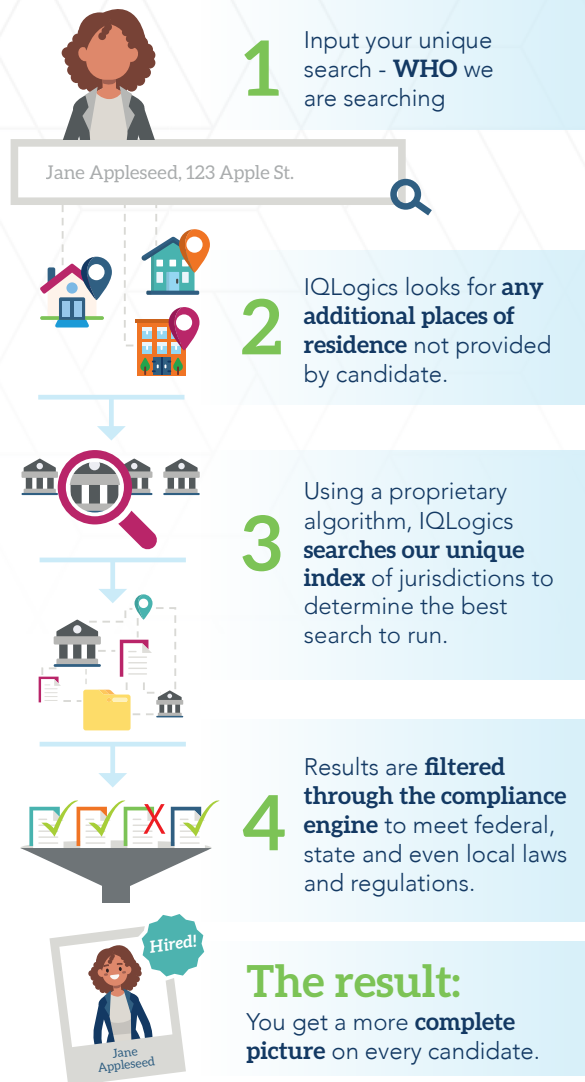 1
Input your unique
search - WHO we
are searching
Jane Appleseed, 123 Apple St.
2
IQLogics looks for any
additional places of
residence not provided
by candidate.
3
Using a proprietary
algorithm, IQLogics
searches our unique
index of jurisdictions to
determine the best
search to run.
4
Results are filtered
through the compliance
engine to meet federal,
state and even local laws
and regulations.
Hired!
Jane
Appleseed
The result:
You get a more complete
picture on every candidate.